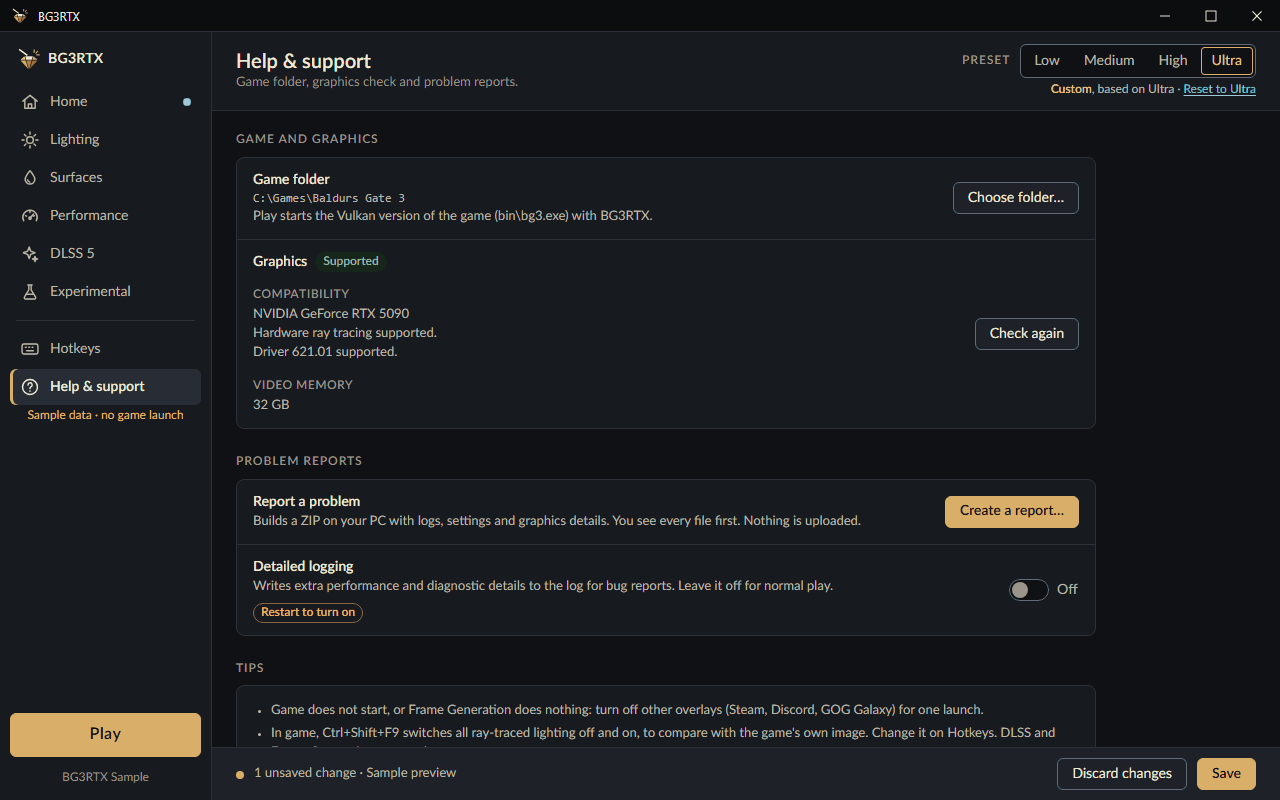 BG3RTX
BG3RTX
Home
Lighting
Surfaces
Performance
DLSS 5
Experimental
Hotkeys
Help & support
Sample data · no game launch
Play
BG3RTX Sample
Help & support
Game folder, graphics check and problem reports.
PRESET
Low Medium High Ultra
Custom, based on Ultra · Reset to Ultra
GAME AND GRAPHICS
Game folder
C:\Games\Baldurs Gate 3
Play starts the Vulkan version of the game (bin\bg3.exe) with BG3RTX.
Choose folder...
Graphics Supported
COMPATIBILITY
NVIDIA GeForce RTX 5090
Hardware ray tracing supported.
Driver 621.01 supported.
Check again
VIDEO MEMORY
32 GB
PROBLEM REPORTS
Report a problem
Builds a ZIP on your PC with logs, settings and graphics details. You see every file first. Nothing is uploaded.
Create a report...
Detailed logging
Writes extra performance and diagnostic details to the log for bug reports. Leave it off for normal play.
Restart to turn on
Off
TIPS
• Game does not start, or Frame Generation does nothing: turn off other overlays (Steam, Discord, GOG Galaxy) for one launch.
• In game, Ctrl+Shift+F9 switches all ray-traced lighting off and on, to compare with the game's own image. Change it on Hotkeys. DLSS and
1 unsaved change · Sample preview
Discard changes
Save